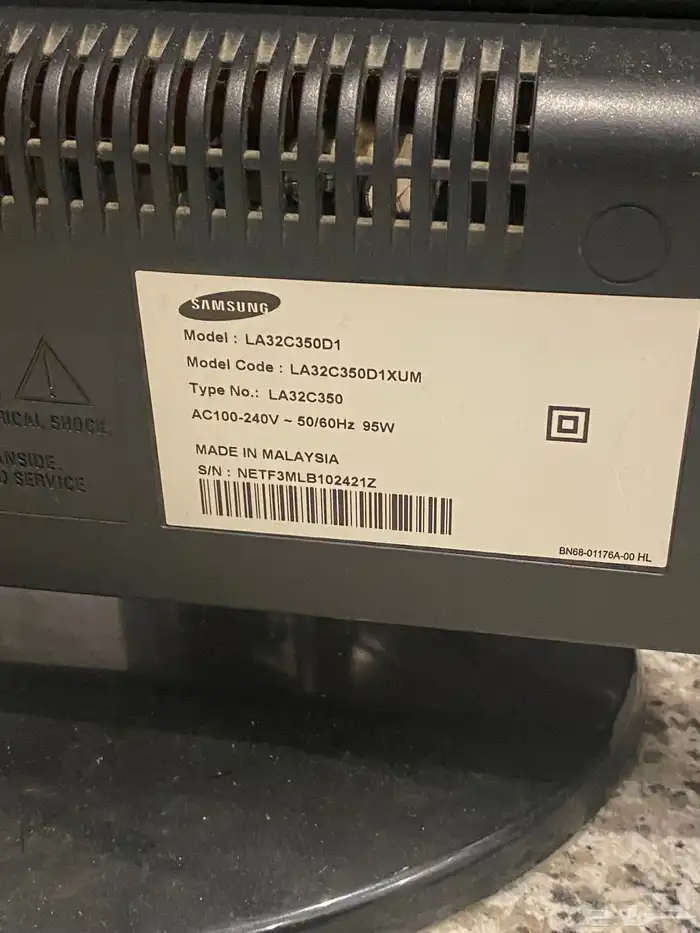 SAMSUNG
Model : LA32C350D1
Model Code : LA32C350D1XUM
Type No.: LA32C350
AC100-240V ~ 50/60Hz 95W
MADE IN MALAYSIA
S/N : NETF3MLB102421Z
BN68-01176A-00 HL
RICAL SHOCK.
NSIDE.
O SERVICE